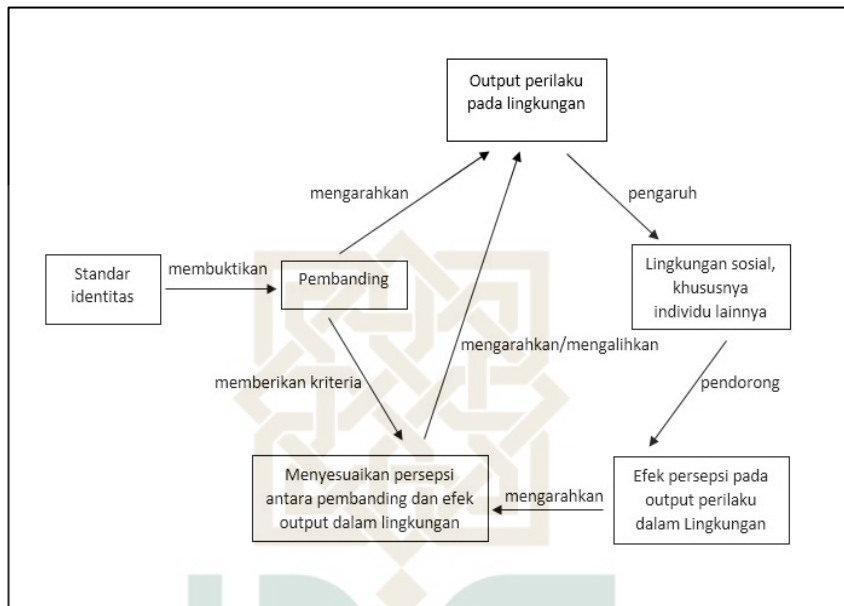 Output perilaku
pada lingkungan
mengarahkan
pengaruh
Standar
identitas
membuktikan
Pembanding
Lingkungan sosial,
khususnya
individu lainnya
mengarahkan/mengalihkan
memberikan kriteria
pendorong
Menyesuaikan persepsi
antara pembanding dan efek
output dalam lingkungan
mengarahkan
Efek persepsi pada
output perilaku
dalam Lingkungan